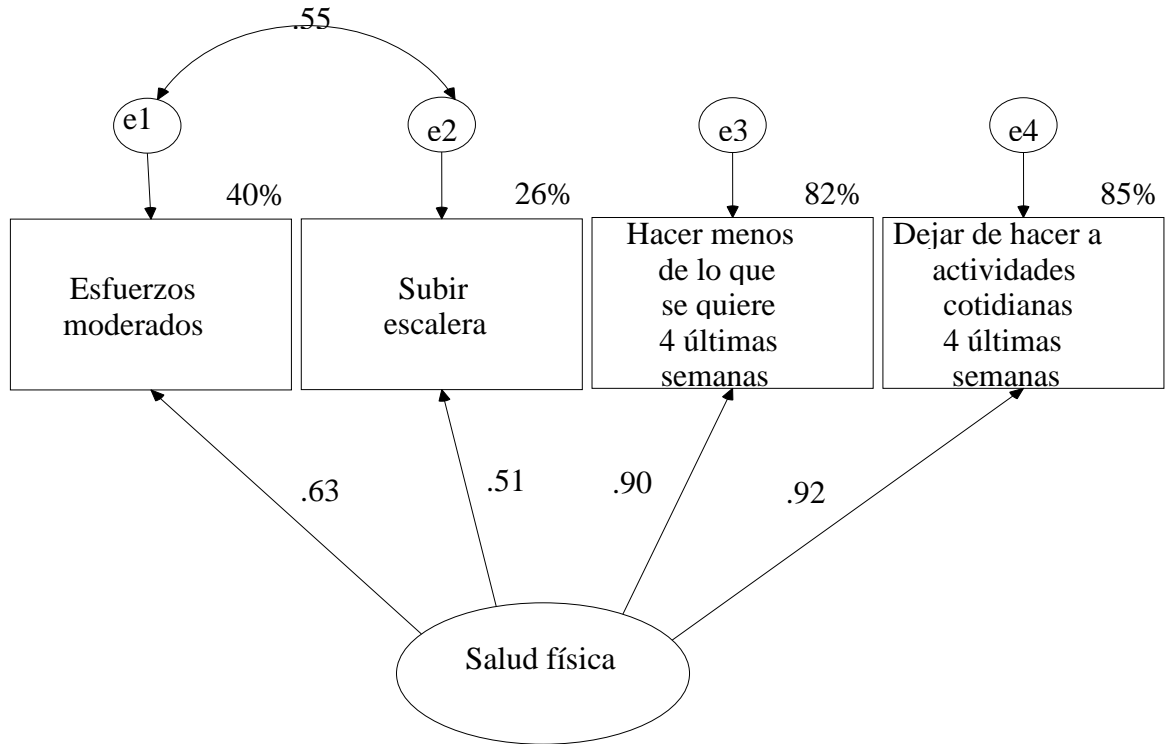 .55
e1
e2
e3
e4
40%
26%
82%
85%
Esfuerzos
moderados
Subir
escalera
Hacer menos
de lo que
se quiere
4 últimas
semanas
Dejar de hacer a
actividades
cotidianas
4 últimas
semanas
.63
.51
.90
.92
Salud física